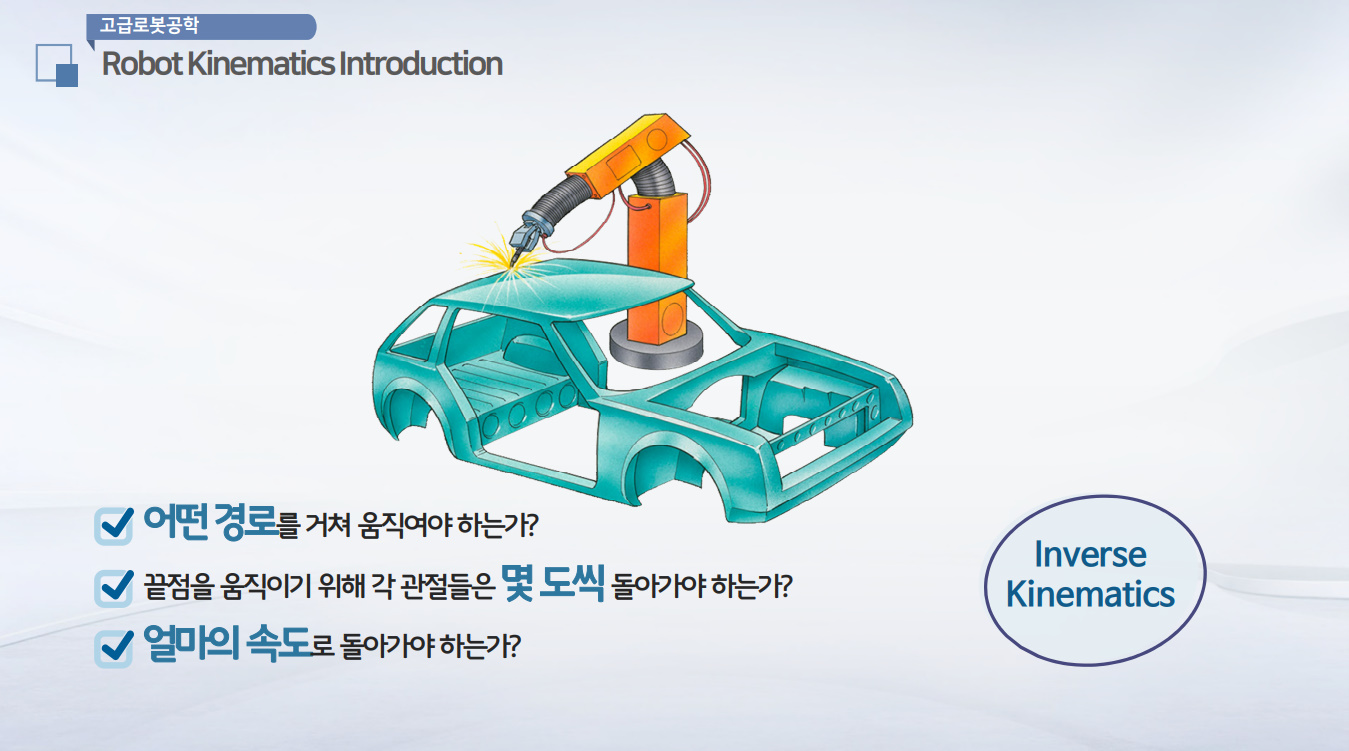 고급로봇공학
Robot Kinematics Introduction
어떤 경로를 거쳐 움직여야 하는가?
끝점을 움직이기 위해 각 관절들은 몇 도씩 돌아가야 하는가?
얼마의 속도로 돌아가야 하는가?
Inverse
Kinematics